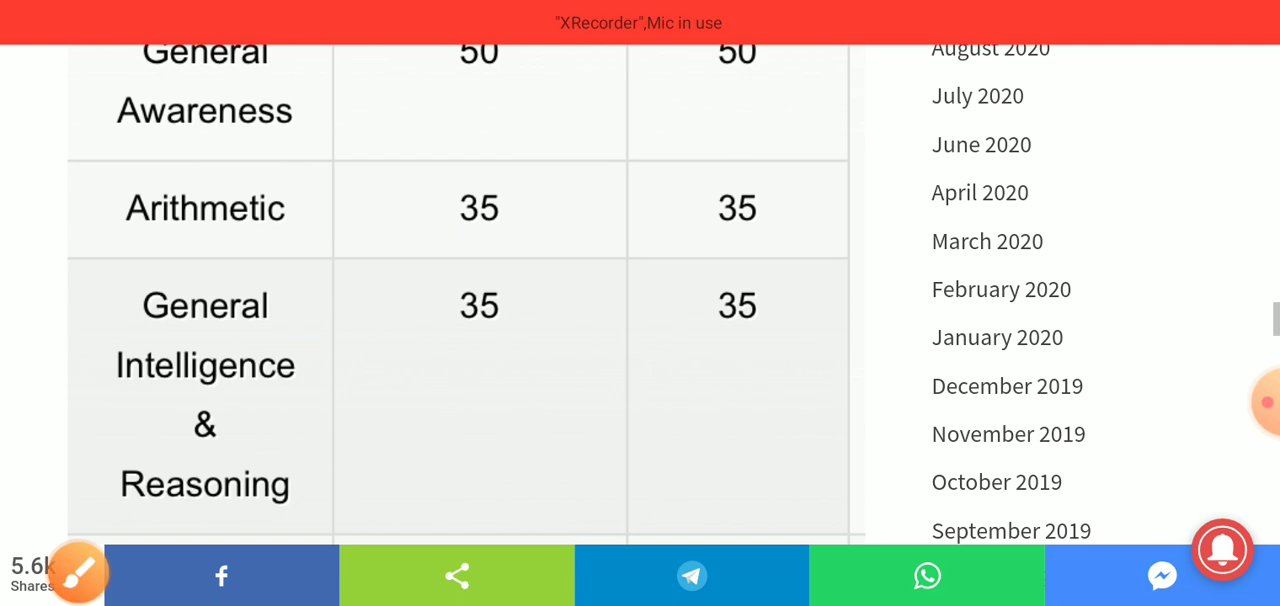 "XRecorder",Mic in use
General 50 50
Awareness
Arithmetic 35 35
General 35 35
Intelligence
&
Reasoning
August 2020
July 2020
June 2020
April 2020
March 2020
February 2020
January 2020
December 2019
November 2019
October 2019
September 2019
5.6k
Shares